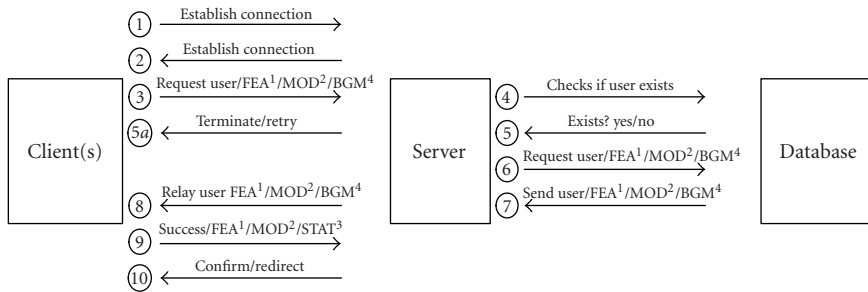 1 Establish connection
2 Establish connection
3 Request user/FEA¹/MOD²/BGM⁴
4 Checks if user exists
5a Terminate/retry
5 Exists? yes/no
Client(s)
Server
Database
6 Request user/FEA¹/MOD²/BGM⁴
8 Relay user FEA¹/MOD²/BGM⁴
7 Send user/FEA¹/MOD²/BGM⁴
9 Success/FEA¹/MOD²/STAT³
10 Confirm/redirect